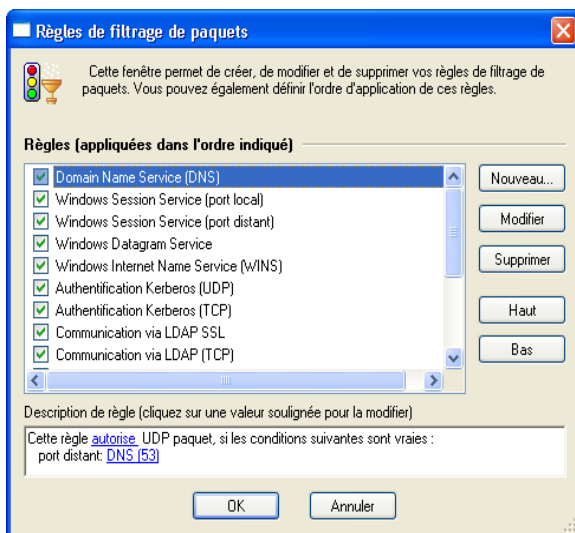 Règles de filtrage de paquets
Cette fenêtre permet de créer, de modifier et de supprimer vos règles de filtrage de
paquets. Vous pouvez également définir l'ordre d'application de ces règles.
Règles (appliquées dans l'ordre indiqué)
Domain Name Service (DNS)
Windows Session Service (port local)
Windows Session Service (port distant)
Windows Datagram Service
Windows Internet Name Service (WINS)
Authentification Kerberos (UDP)
Authentification Kerberos (TCP)
Communication via LDAP SSL
Communication via LDAP (TCP)
Nouveau...
Modifier
Supprimer
Haut
Bas
Description de règle (cliquez sur une valeur soulignée pour la modifier)
Cette règle autorise UDP paquet, si les conditions suivantes sont vraies :
port distant: DNS (53)
OK
Annuler